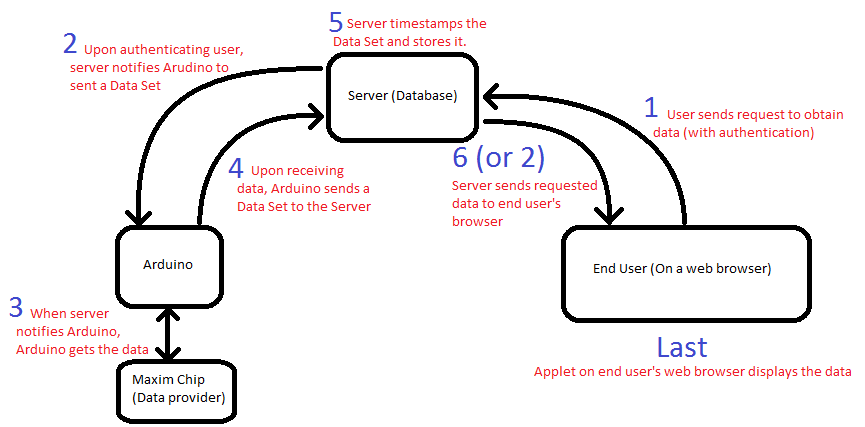 5 Server timestamps the
Data Set and stores it.
2 Upon authenticating user,
server notifies Arudino to
sent a Data Set
Server (Database)
1 User sends request to obtain
data (with authentication)
4 Upon receiving
data, Arduino sends a
Data Set to the Server
6 (or 2)
Server sends requested
data to end user's
browser
Arduino
End User (On a web browser)
3 When server
notifies Arduino,
Arduino gets the data
Last
Applet on end user's web browser displays the data
Maxim Chip
(Data provider)